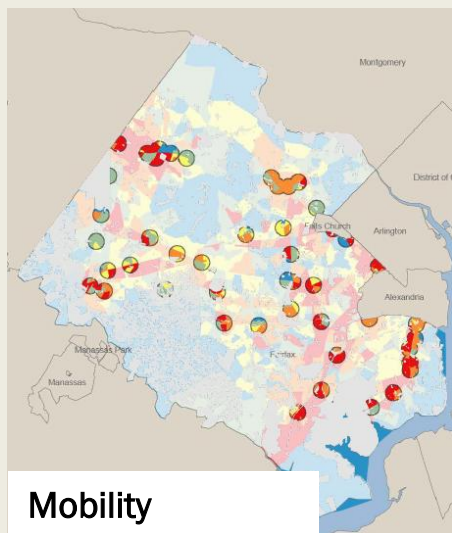 Montgomery
District of C
Falls Church
Arlington
Alexandria
Fairfax
Manassas Park
Manassas
Mobility